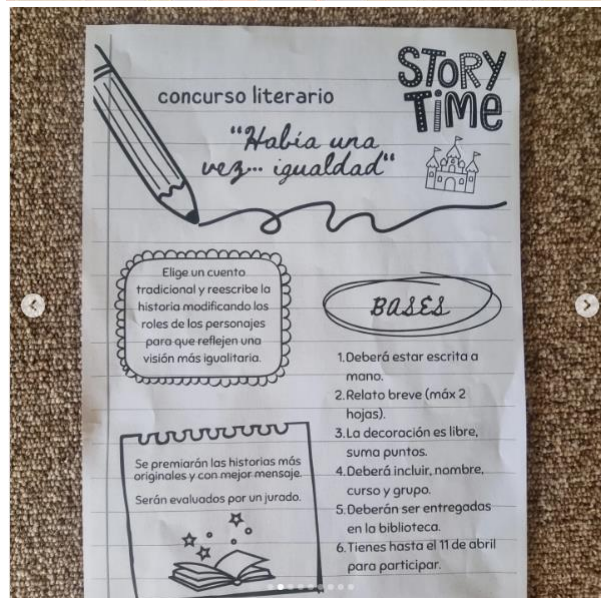 STORY
TIME
concurso literario
"Había una
vez... igualdad"
Elige un cuento
tradicional y reescribe la
historia modificando los
roles de los personajes
para que reflejen una
visión más igualitaria.
BASES
1.Deberá estar escrita a
mano.
2.Relato breve (máx 2
hojas).
3.La decoración es libre,
suma puntos.
4.Deberá incluir, nombre,
curso y grupo.
5.Deberán ser entregadas
en la biblioteca.
6.Tienes hasta el 11 de abril
para participar.
Se premiarán las historias más
originales y con mejor mensaje.
Serán evaluados por un jurado.